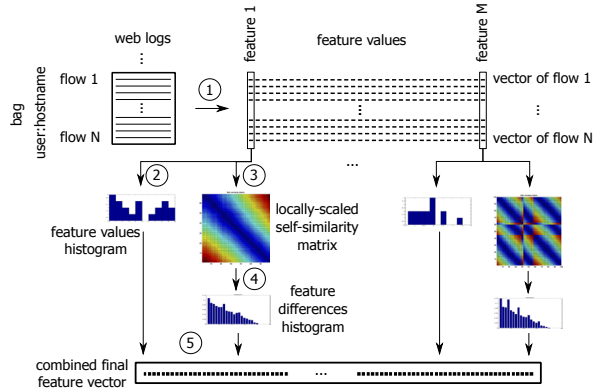 web logs
feature 1
feature values
feature M
...
flow 1
vector of flow 1
1
...
...
...
bag
user:hostname
flow N
vector of flow N
...
2
3
feature values
histogram
locally-scaled
self-similarity
matrix
4
feature
differences
histogram
5
combined final
feature vector
...